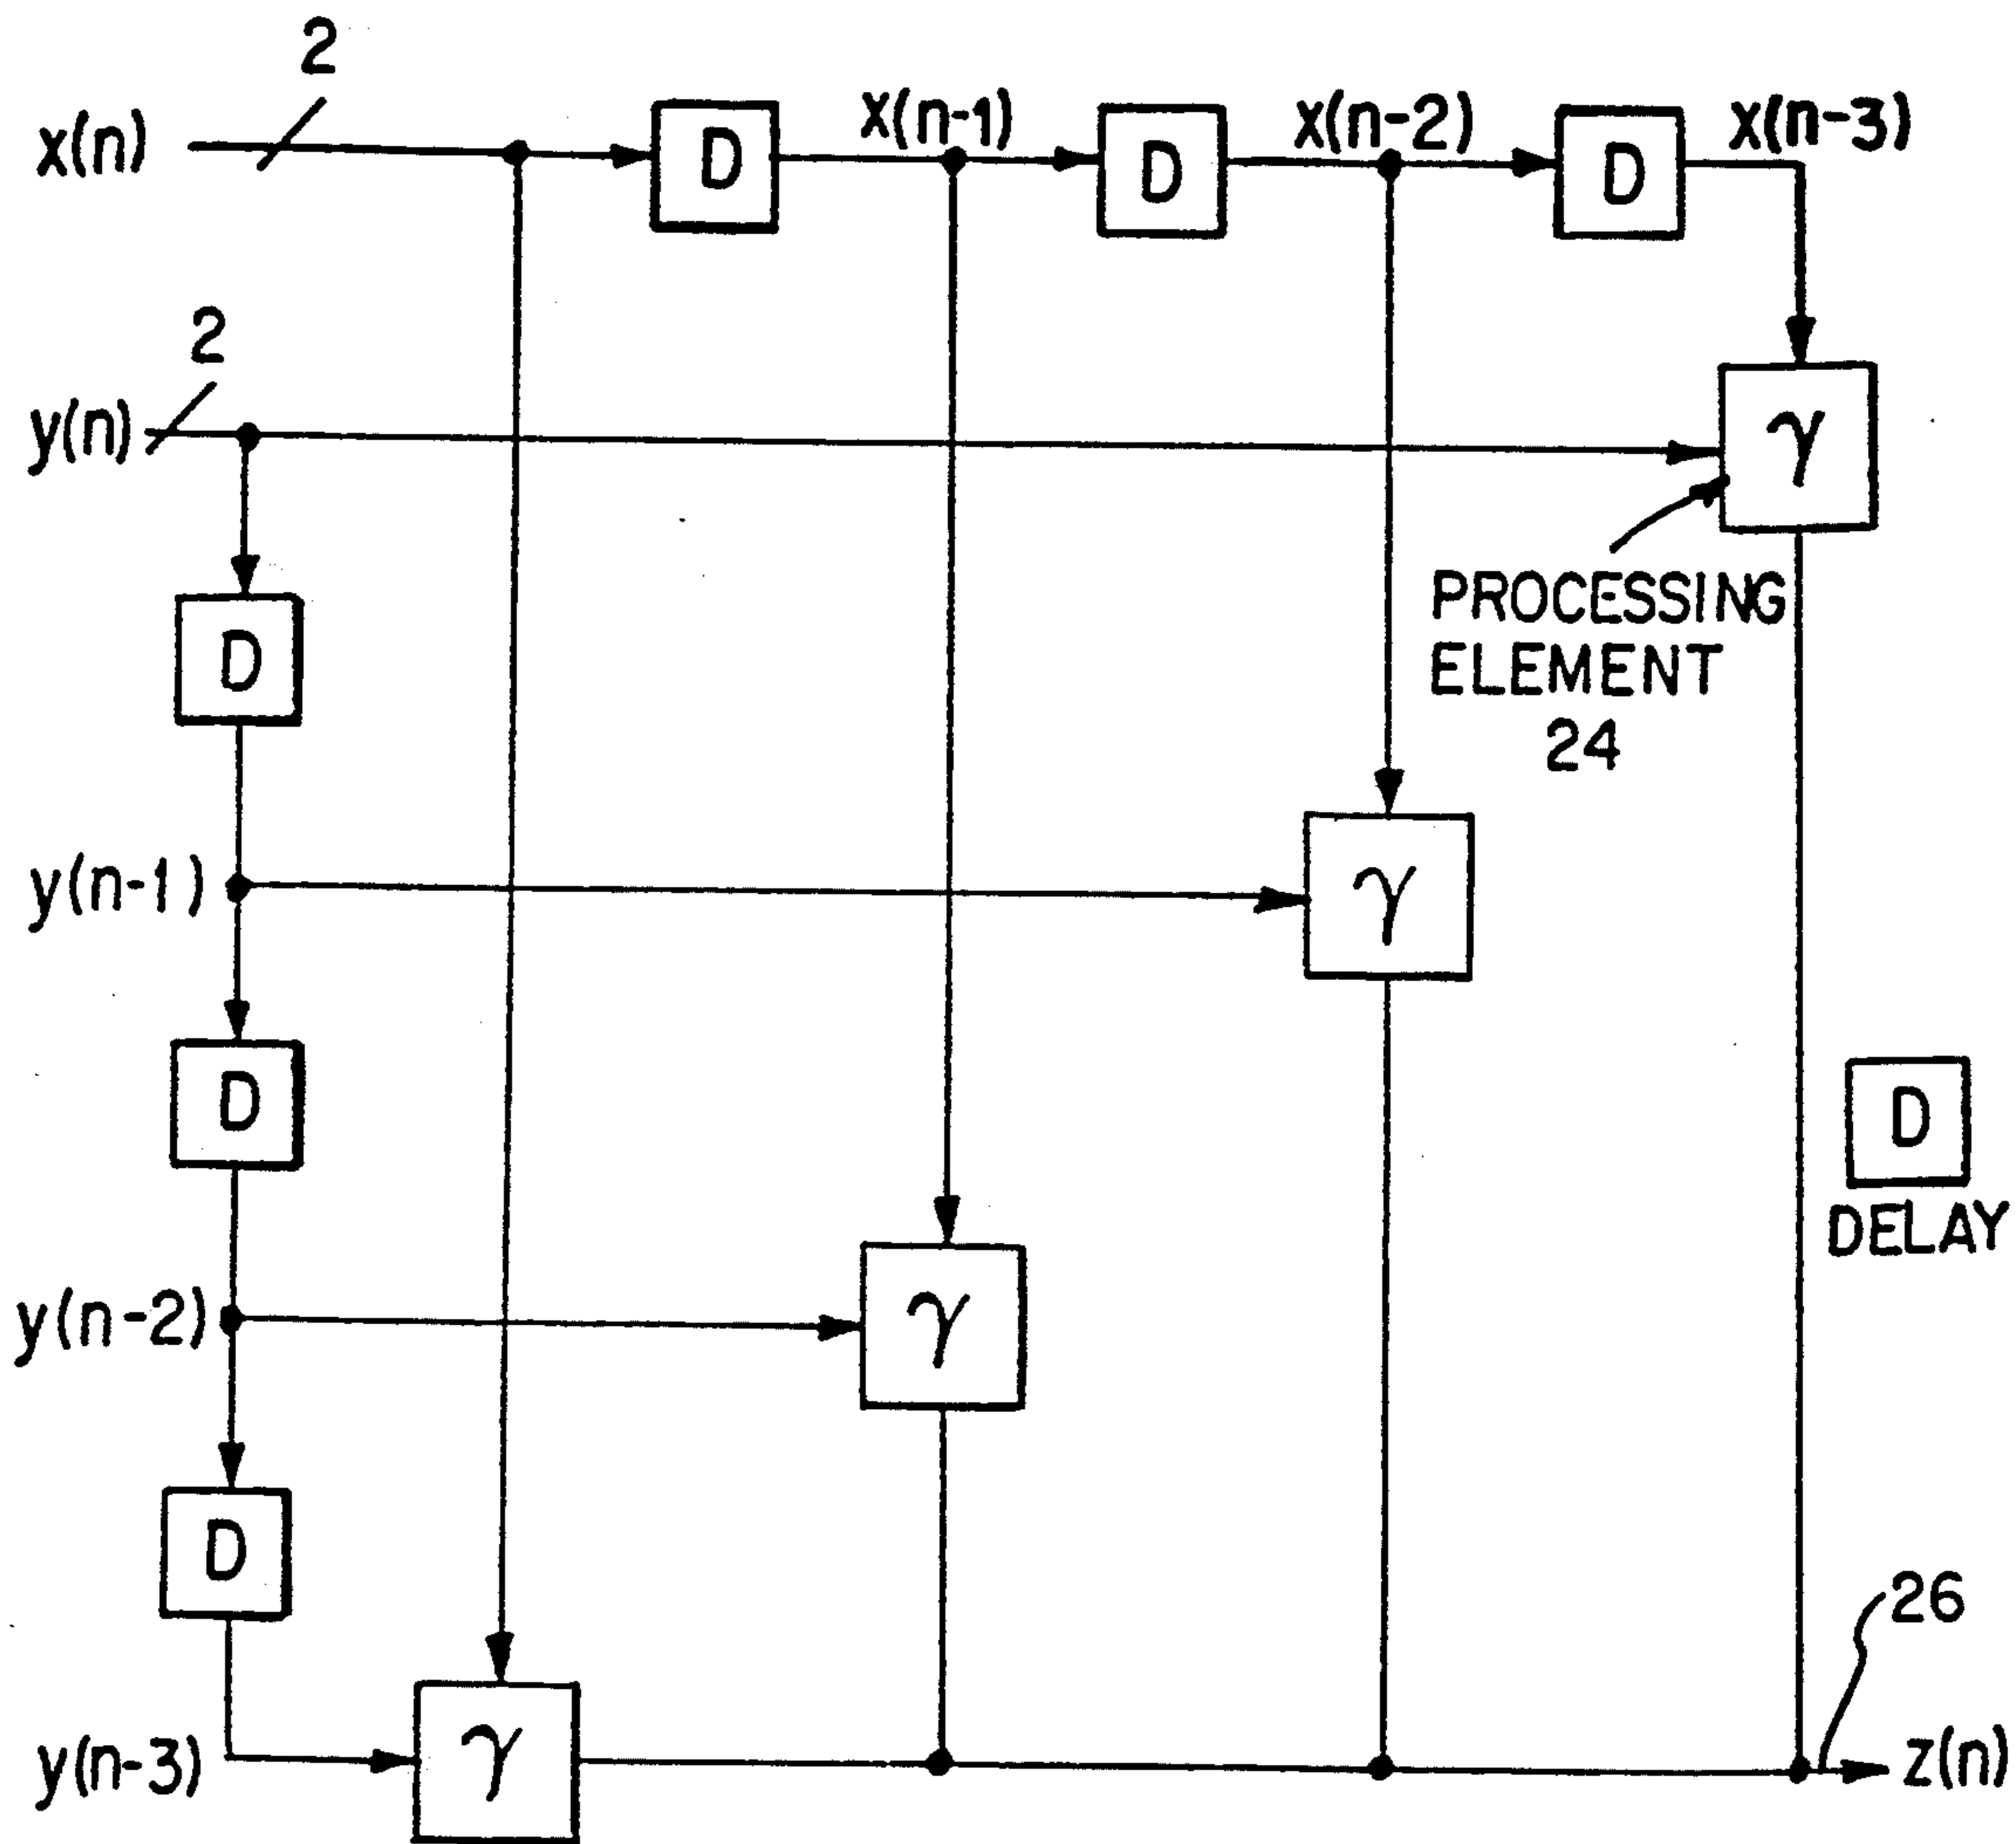 2
x(n)
D
x(n-1)
D
x(n-2)
D
x(n-3)
2
y(n)
γ
PROCESSING
ELEMENT
24
D
y(n-1)
γ
D
D
DELAY
y(n-2)
γ
D
26
y(n-3)
γ
z(n)